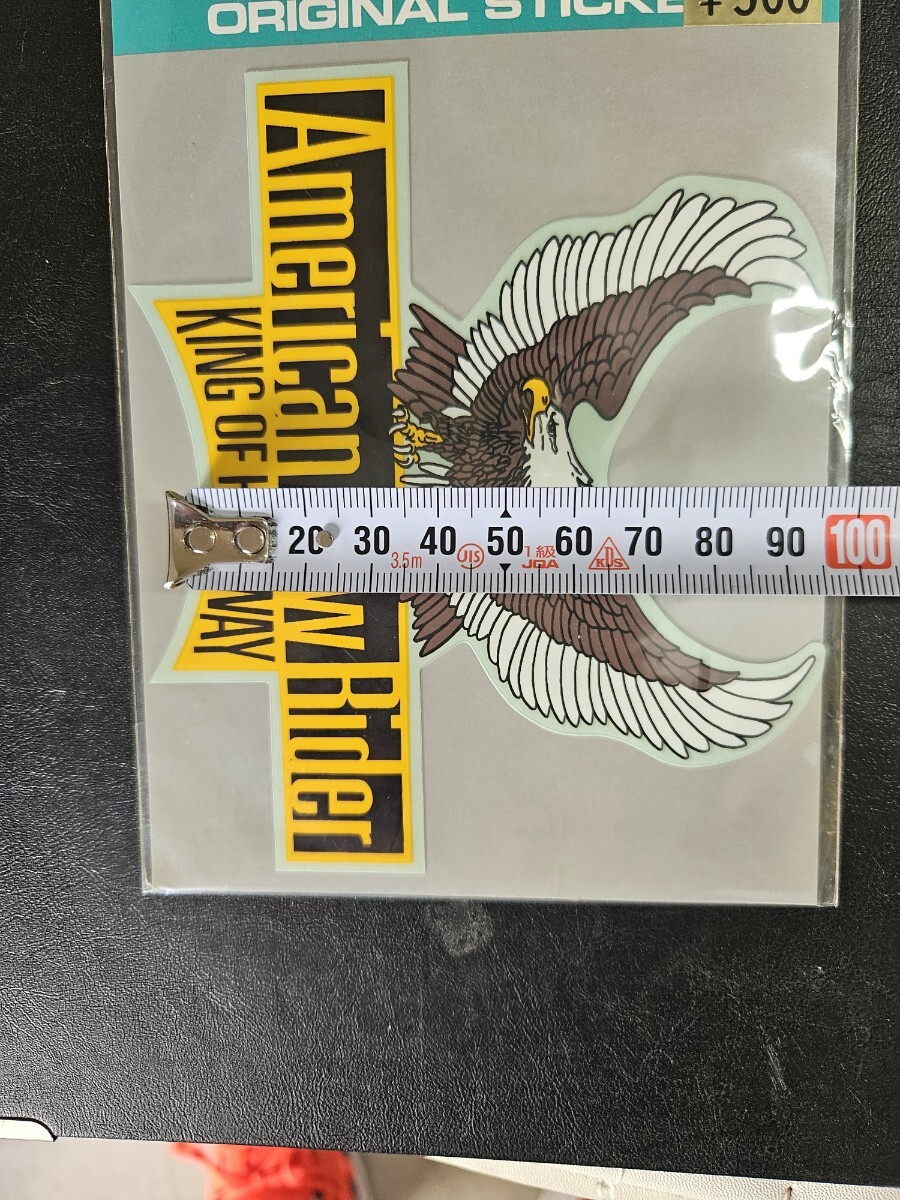 ORIGINAL STICKE
¥500
American
w Rider
KING OF H
WAY
20 30 40 50 60 70 80 90 100
3.5m JIS 1級 JQA KDS